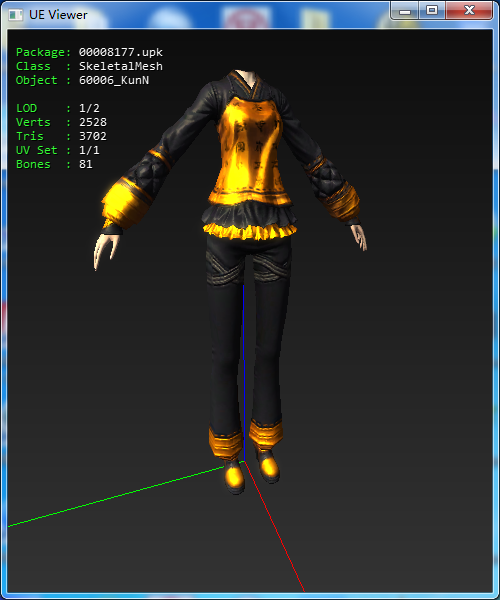 UE Viewer
Package: 00008177.upk
Class : SkeletalMesh
Object : 60006_KunN
LOD : 1/2
Verts : 2528
Tris : 3702
UV Set : 1/1
Bones : 81